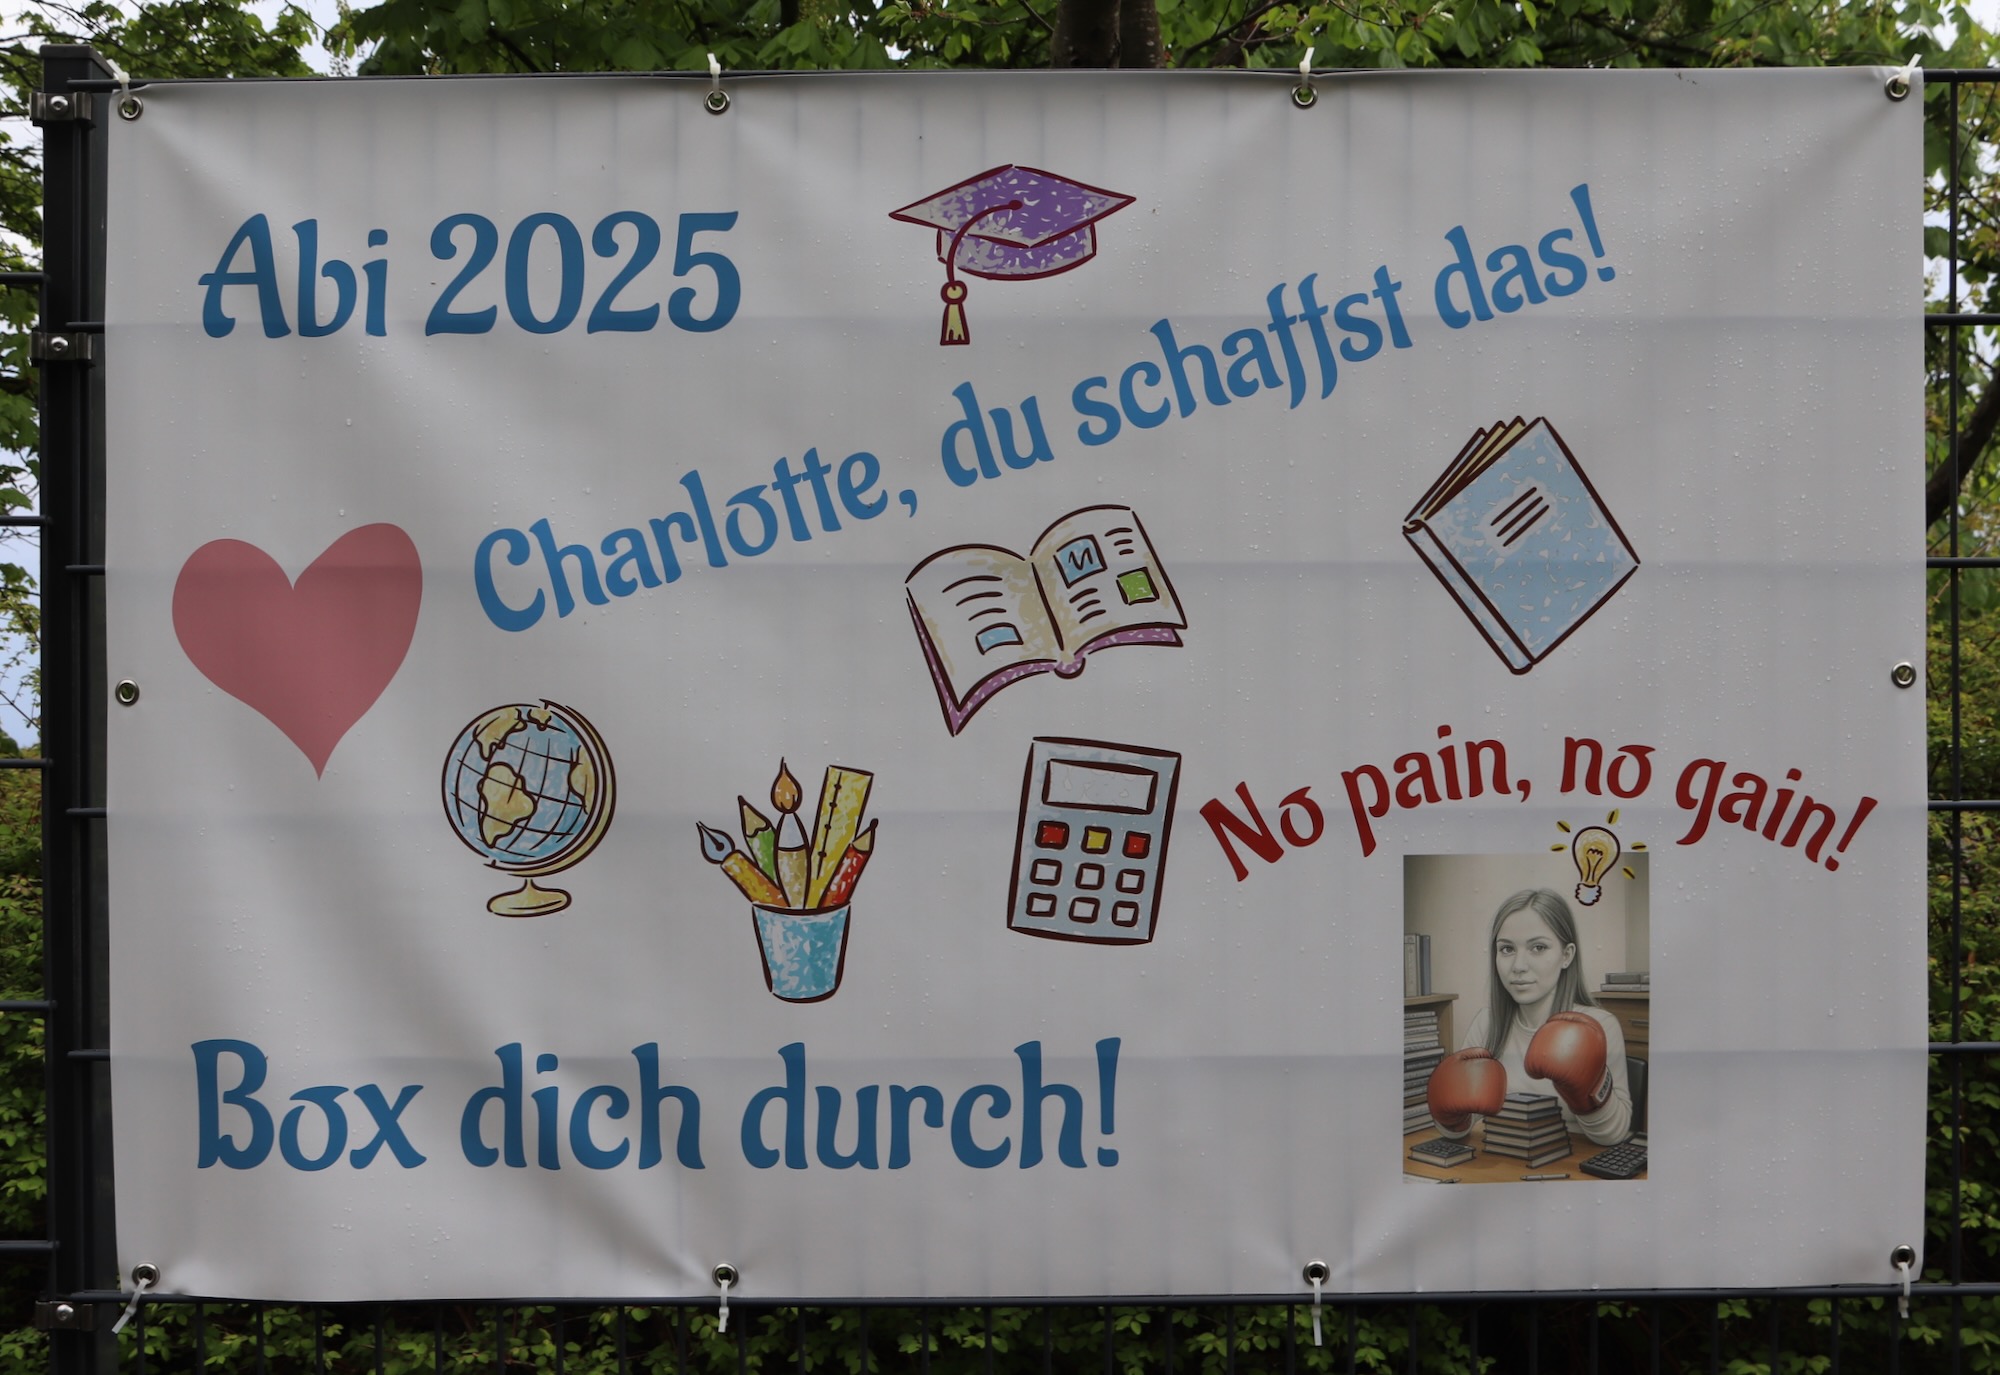 Abi 2025
Charlotte, du schaffst das!
No pain, no gain!
Box dich durch!